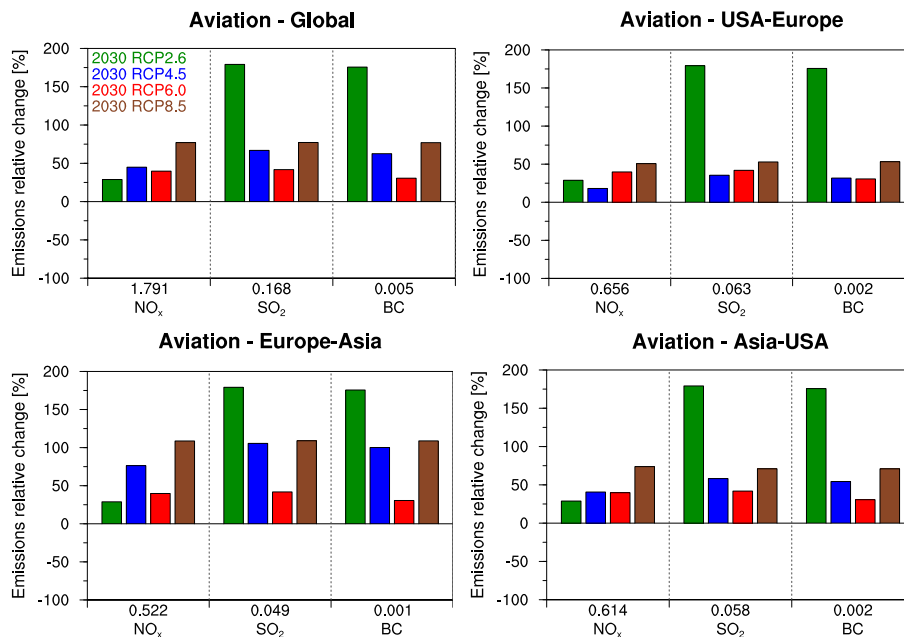 Aviation - Global
Emissions relative change [%]
200
150
100
50
0
-50
-100
2030 RCP2.6
2030 RCP4.5
2030 RCP6.0
2030 RCP8.5
1.791 0.168 0.005
NOₓ SO₂ BC
Aviation - USA-Europe
Emissions relative change [%]
200
150
100
50
0
-50
-100
0.656 0.063 0.002
NOₓ SO₂ BC
Aviation - Europe-Asia
Emissions relative change [%]
200
150
100
50
0
-50
-100
0.522 0.049 0.001
NOₓ SO₂ BC
Aviation - Asia-USA
Emissions relative change [%]
200
150
100
50
0
-50
-100
0.614 0.058 0.002
NOₓ SO₂ BC